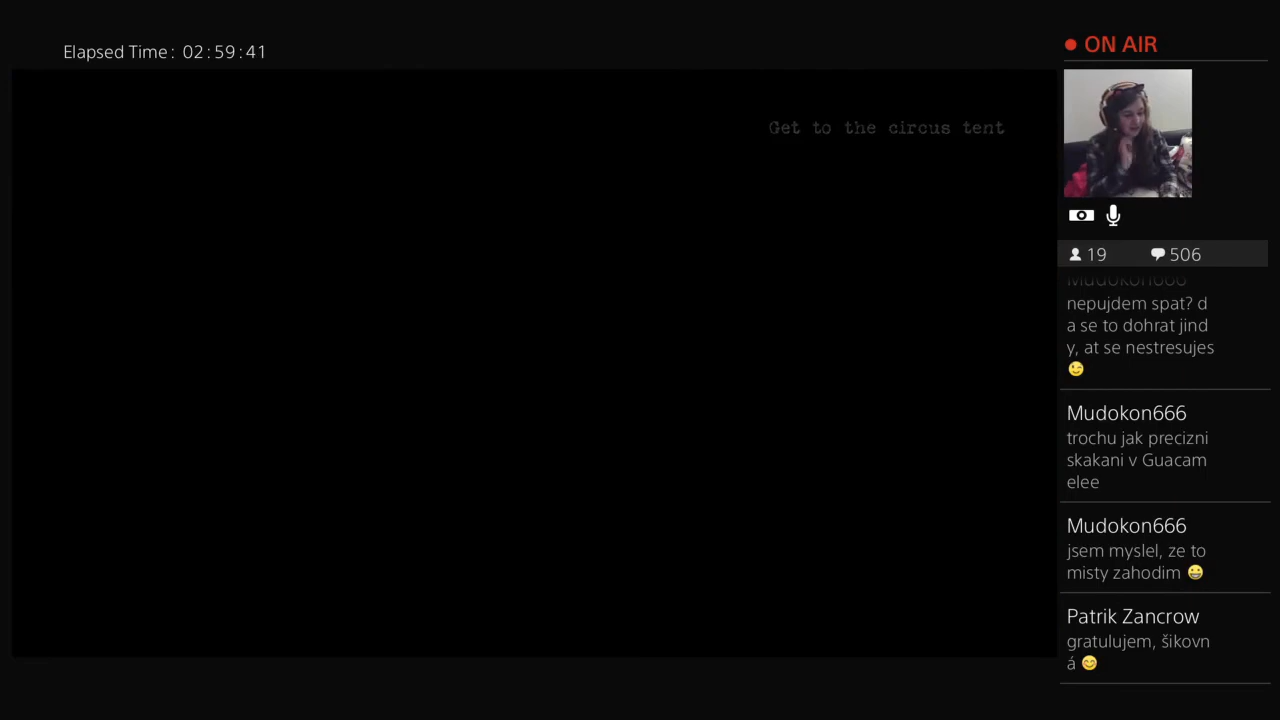 Elapsed Time: 02:59:41
ON AIR
Get to the circus tent
19 506
Mudokon666
nepujdem spat? d
a se to dohrat jind
y, at se nestresujes
😉
Mudokon666
trochu jak precizni
skakani v Guacam
elee
Mudokon666
jsem myslel, ze to
misty zahodim 😀
Patrik Zancrow
gratulujem, šikovn
á 😊